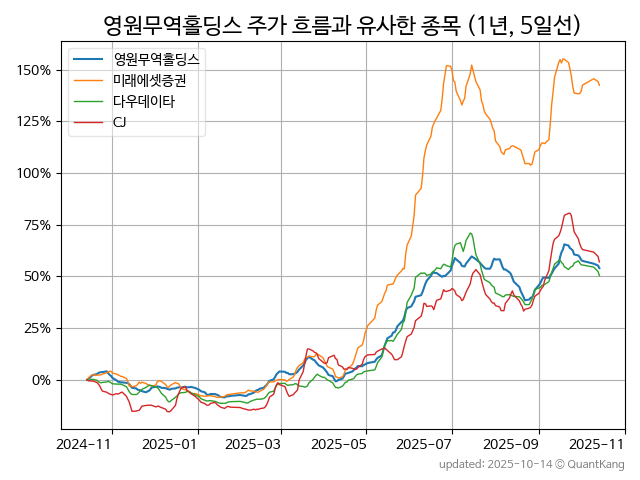 영원무역홀딩스 주가 흐름과 유사한 종목 (1년, 5일선)
영원무역홀딩스
미래에셋증권
다우데이타
CJ
150%
125%
100%
75%
50%
25%
0%
2024-11 2025-01 2025-03 2025-05 2025-07 2025-09 2025-11
updated: 2025-10-14 © QuantKang